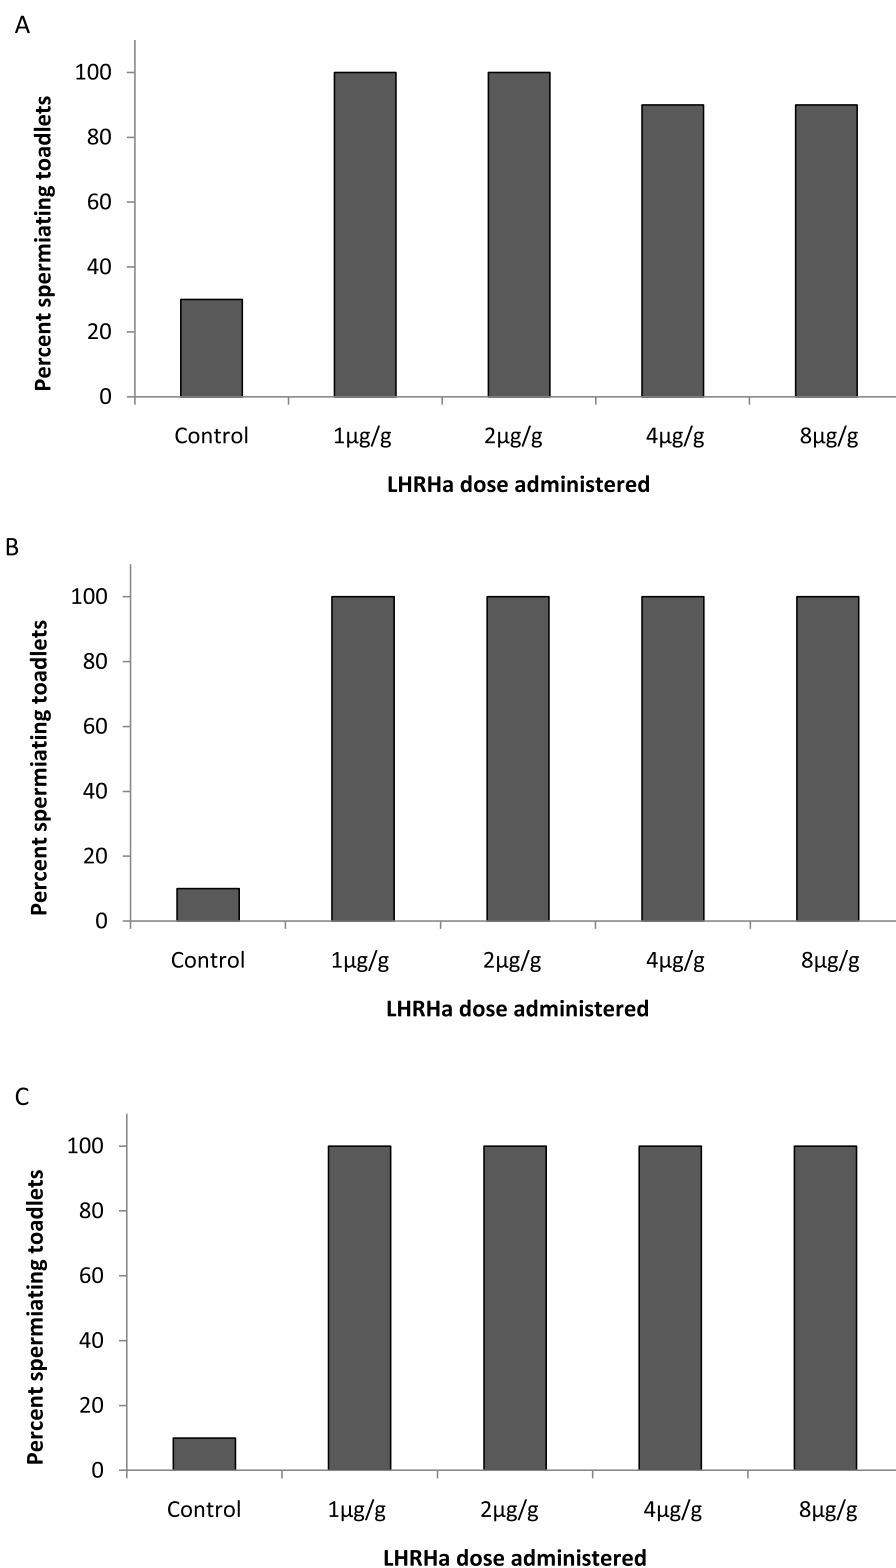 A
Percent spermiating toadlets
100
80
60
40
20
0
Control 1µg/g 2µg/g 4µg/g 8µg/g
LHRHa dose administered
B
Percent spermiating toadlets
100
80
60
40
20
0
Control 1µg/g 2µg/g 4µg/g 8µg/g
LHRHa dose administered
C
Percent spermiating toadlets
100
80
60
40
20
0
Control 1µg/g 2µg/g 4µg/g 8µg/g
LHRHa dose administered